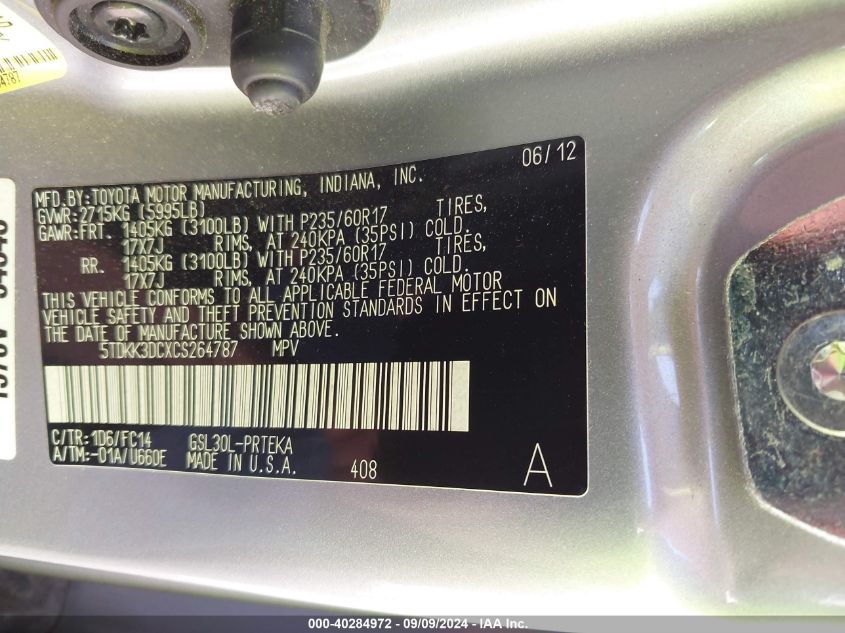 4787
06/12
MFD.BY:TOYOTA MOTOR MANUFACTURING, INDIANA, INC.
GVWR:2715KG (5995LB)
GAWR:FRT. 1405KG (3100LB) WITH P235/60R17 TIRES,
17X7J RIMS, AT 240KPA (35PSI) COLD.
RR. 1405KG (3100LB) WITH P235/60R17 TIRES,
17X7J RIMS, AT 240KPA (35PSI) COLD.
THIS VEHICLE CONFORMS TO ALL APPLICABLE FEDERAL MOTOR
VEHICLE SAFETY AND THEFT PREVENTION STANDARDS IN EFFECT ON
THE DATE OF MANUFACTURE SHOWN ABOVE.
5TDKK3DCXCS264787 MPV
C/TR:1D6/FC14 GSL30L-PRTEKA
A/TM:-01A/U660E MADE IN U.S.A.
408
A
000-40284972 - 09/09/2024 - IAA Inc.